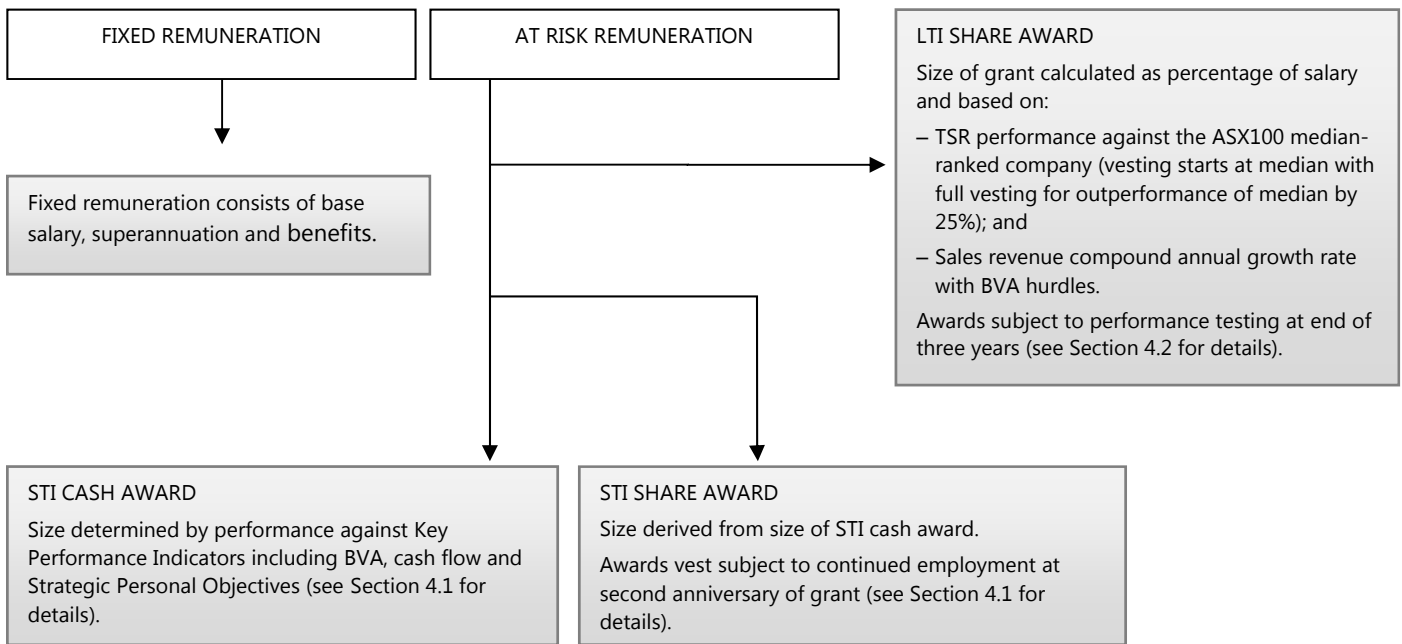 FIXED REMUNERATION
AT RISK REMUNERATION
LTI SHARE AWARD
Size of grant calculated as percentage of salary
and based on:
– TSR performance against the ASX100 median-
ranked company (vesting starts at median with
full vesting for outperformance of median by
25%); and
– Sales revenue compound annual growth rate
with BVA hurdles.
Awards subject to performance testing at end of
three years (see Section 4.2 for details).
Fixed remuneration consists of base
salary, superannuation and benefits.
STI CASH AWARD
Size determined by performance against Key
Performance Indicators including BVA, cash flow and
Strategic Personal Objectives (see Section 4.1 for
details).
STI SHARE AWARD
Size derived from size of STI cash award.
Awards vest subject to continued employment at
second anniversary of grant (see Section 4.1 for
details).